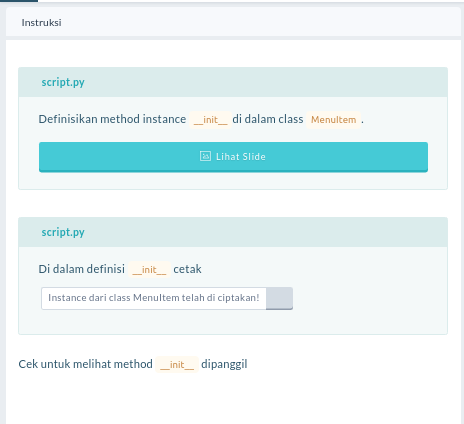 Instruksi
script.py
Definisikan method instance __init__ di dalam class MenuItem .
Lihat Slide
script.py
Di dalam definisi __init__ cetak
Instance dari class MenuItem telah di ciptakan!
Cek untuk melihat method __init__ dipanggil